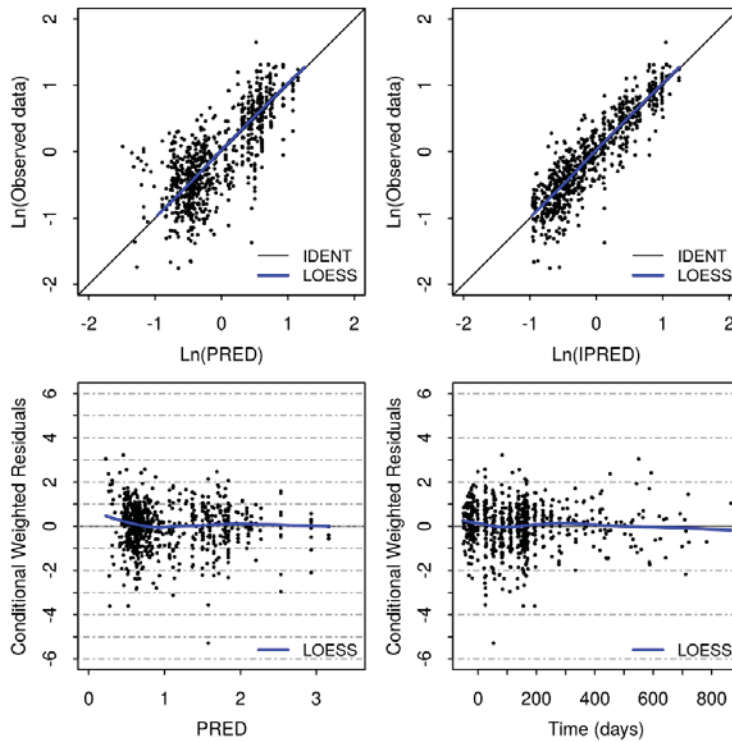 2
1
0
-1
-2
Ln(Observed data)
IDENT
LOESS
-2 -1 0 1 2
Ln(PRED)
2
1
0
-1
-2
Ln(Observed data)
IDENT
LOESS
-2 -1 0 1 2
Ln(IPRED)
6
4
2
0
-2
-4
-6
Conditional Weighted Residuals
LOESS
0 1 2 3
PRED
6
4
2
0
-2
-4
-6
Conditional Weighted Residuals
LOESS
0 200 400 600 800
Time (days)